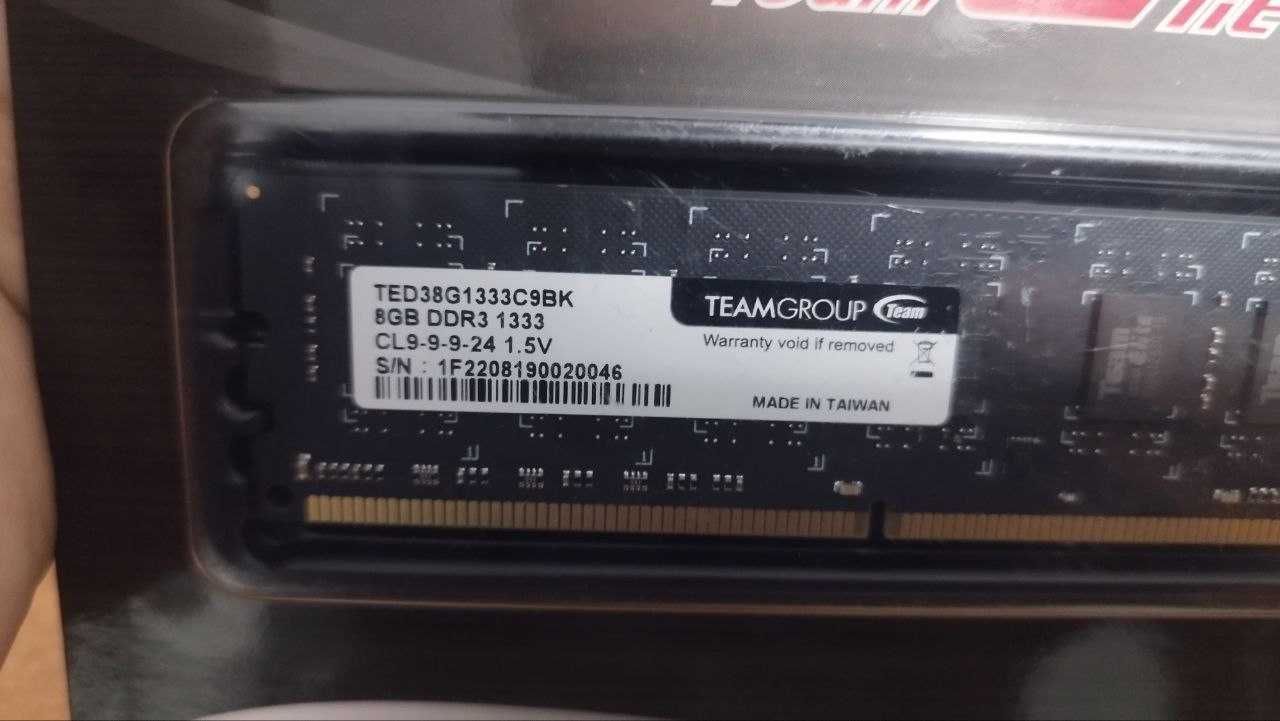 TED38G1333C9BK
8GB DDR3 1333
CL9-9-9-24 1.5V
S/N : 1F2208190020046
TEAMGROUP Team
Warranty void if removed
MADE IN TAIWAN